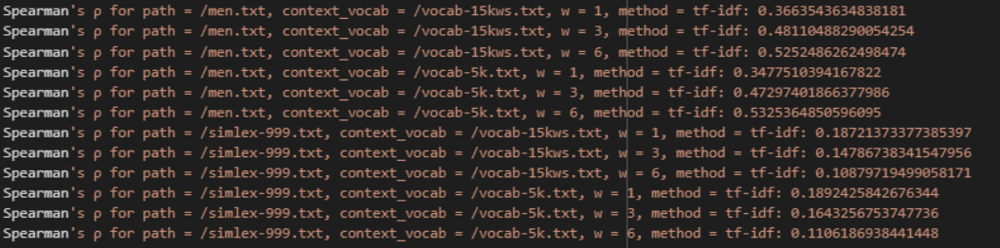 Spearman's ρ for path = /men.txt, context_vocab = /vocab-15kws.txt, w = 1, method = tf-idf: 0.3663543634838181
Spearman's ρ for path = /men.txt, context_vocab = /vocab-15kws.txt, w = 3, method = tf-idf: 0.48110488290054254
Spearman's ρ for path = /men.txt, context_vocab = /vocab-15kws.txt, w = 6, method = tf-idf: 0.5252486262498474
Spearman's ρ for path = /men.txt, context_vocab = /vocab-5k.txt, w = 1, method = tf-idf: 0.3477510394167822
Spearman's ρ for path = /men.txt, context_vocab = /vocab-5k.txt, w = 3, method = tf-idf: 0.47297401866377986
Spearman's ρ for path = /men.txt, context_vocab = /vocab-5k.txt, w = 6, method = tf-idf: 0.5325364850596095
Spearman's ρ for path = /simlex-999.txt, context_vocab = /vocab-15kws.txt, w = 1, method = tf-idf: 0.18721373377385397
Spearman's ρ for path = /simlex-999.txt, context_vocab = /vocab-15kws.txt, w = 3, method = tf-idf: 0.14786738341547956
Spearman's ρ for path = /simlex-999.txt, context_vocab = /vocab-15kws.txt, w = 6, method = tf-idf: 0.10879719499058171
Spearman's ρ for path = /simlex-999.txt, context_vocab = /vocab-5k.txt, w = 1, method = tf-idf: 0.1892425842676344
Spearman's ρ for path = /simlex-999.txt, context_vocab = /vocab-5k.txt, w = 3, method = tf-idf: 0.1643256753747736
Spearman's ρ for path = /simlex-999.txt, context_vocab = /vocab-5k.txt, w = 6, method = tf-idf: 0.1106186938441448